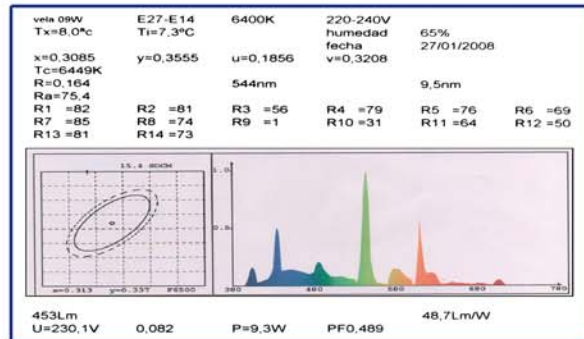 vela 09W E27-E14 6400K 220-240V
Tx=8,0ºc Ti=7,3ºC humedad 65%
fecha 27/01/2008
x=0,3085 y=0,3555 u=0,1856 v=0,3208
Tc=6449K
R=0,164 544nm 9,5nm
Ra=75,4
R1 =82 R2 =81 R3 =56 R4 =79 R5 =76 R6 =69
R7 =85 R8 =74 R9 =1 R10 =31 R11 =64 R12 =50
R13 =81 R14 =73
1.0
0.5
x=0.313 y=0.337 F6500 380 480 580 680 780
453Lm 48,7Lm/W
U=230,1V 0,082 P=9,3W PF0,489